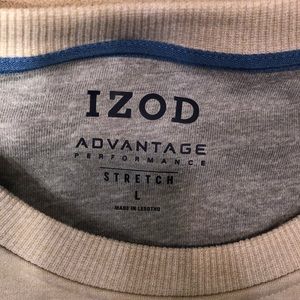 IZOD
ADVANTAGE
PERFORMANCE
STRETCH
L
MADE IN LESOTHO